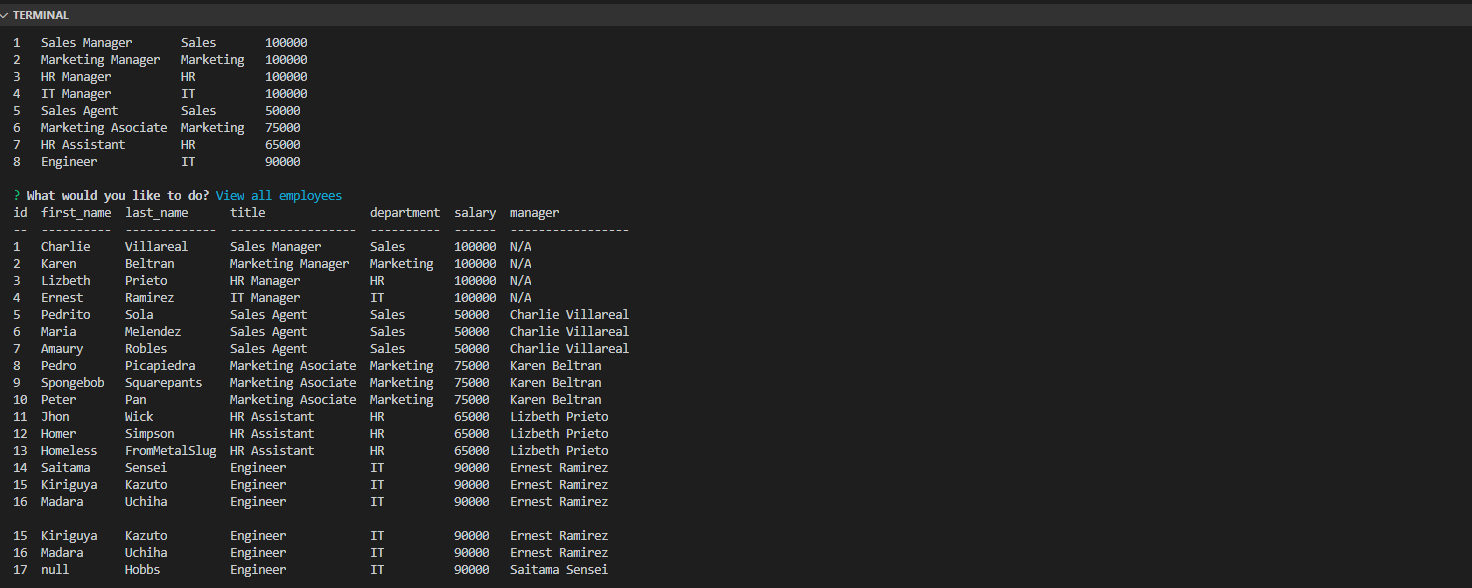 TERMINAL
1 Sales Manager Sales 100000
2 Marketing Manager Marketing 100000
3 HR Manager HR 100000
4 IT Manager IT 100000
5 Sales Agent Sales 50000
6 Marketing Asociate Marketing 75000
7 HR Assistant HR 65000
8 Engineer IT 90000
? What would you like to do? View all employees
id first_name last_name title department salary manager
-- ---------- ------------- ------------------ ---------- ------ -----------------
1 Charlie Villareal Sales Manager Sales 100000 N/A
2 Karen Beltran Marketing Manager Marketing 100000 N/A
3 Lizbeth Prieto HR Manager HR 100000 N/A
4 Ernest Ramirez IT Manager IT 100000 N/A
5 Pedrito Sola Sales Agent Sales 50000 Charlie Villareal
6 Maria Melendez Sales Agent Sales 50000 Charlie Villareal
7 Amaury Robles Sales Agent Sales 50000 Charlie Villareal
8 Pedro Picapiedra Marketing Asociate Marketing 75000 Karen Beltran
9 Spongebob Squarepants Marketing Asociate Marketing 75000 Karen Beltran
10 Peter Pan Marketing Asociate Marketing 75000 Karen Beltran
11 Jhon Wick HR Assistant HR 65000 Lizbeth Prieto
12 Homer Simpson HR Assistant HR 65000 Lizbeth Prieto
13 Homeless FromMetalSlug HR Assistant HR 65000 Lizbeth Prieto
14 Saitama Sensei Engineer IT 90000 Ernest Ramirez
15 Kiriguya Kazuto Engineer IT 90000 Ernest Ramirez
16 Madara Uchiha Engineer IT 90000 Ernest Ramirez
15 Kiriguya Kazuto Engineer IT 90000 Ernest Ramirez
16 Madara Uchiha Engineer IT 90000 Ernest Ramirez
17 null Hobbs Engineer IT 90000 Saitama Sensei